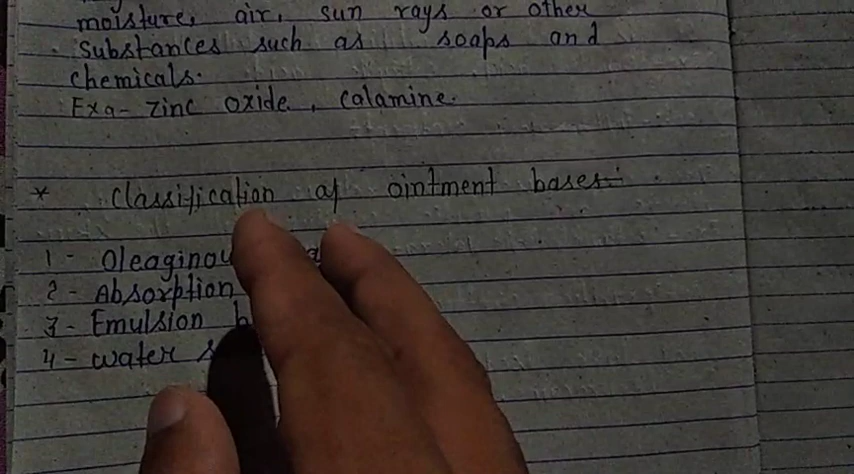 moisture, air, sun rays or other
substances such as soaps and
chemicals.
Exa- zinc oxide, calamine.
* Classification of ointment bases:-
1- Oleaginou
2- Absorption
3- Emulsion b
4- water s